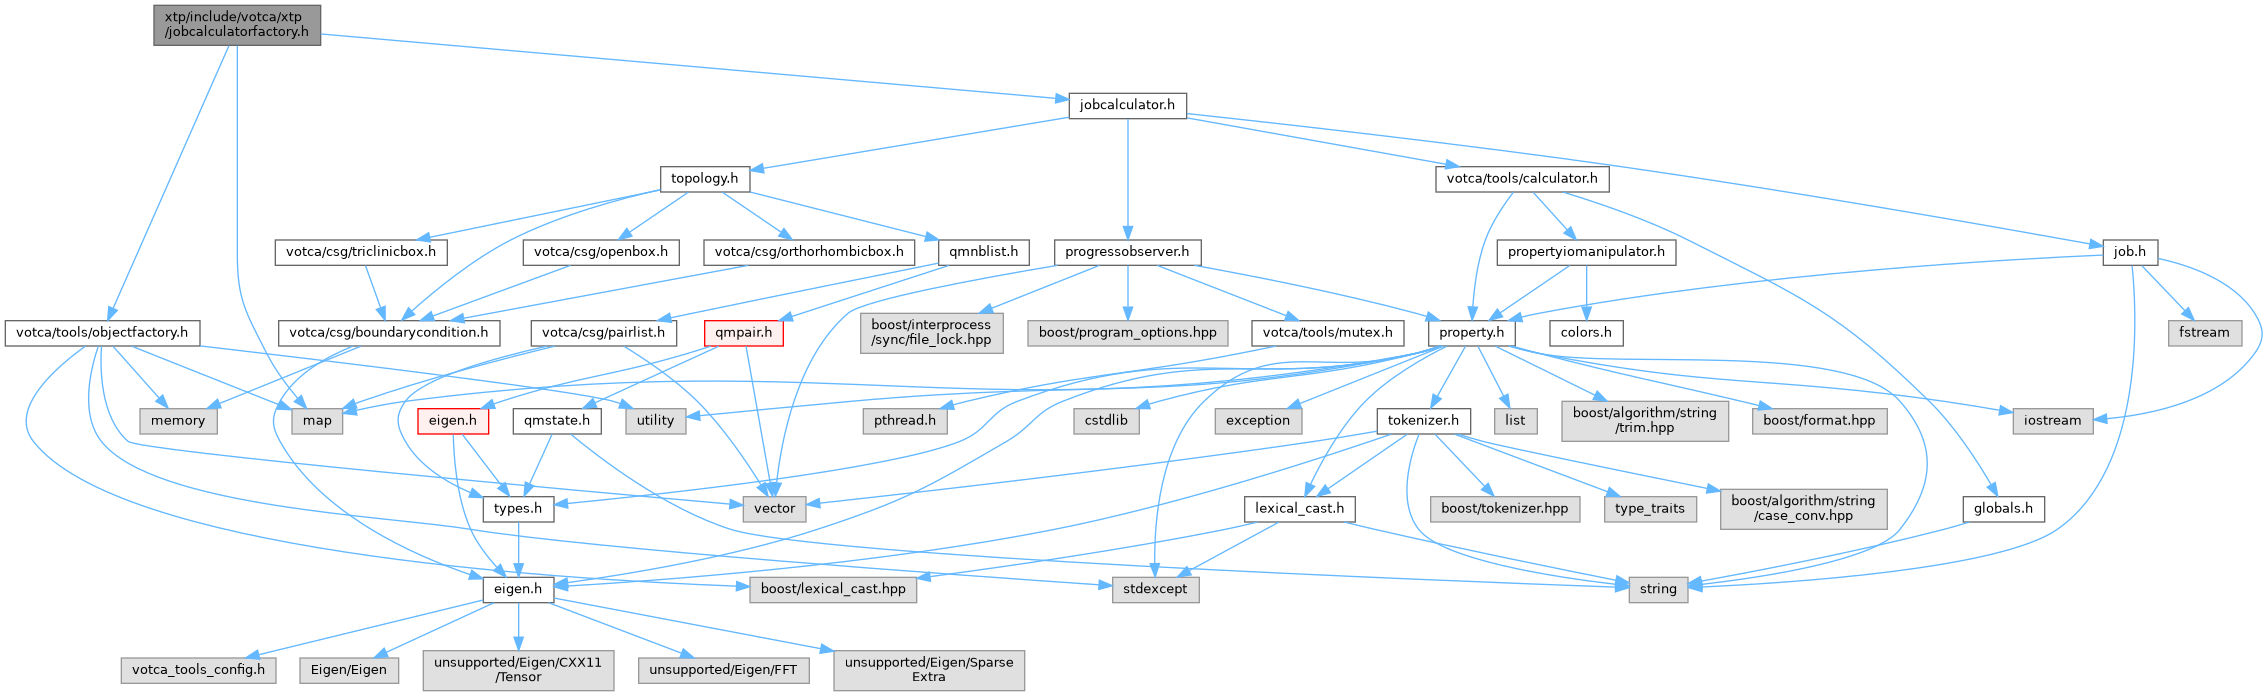 xtp/include/votca/xtp
/jobcalculatorfactory.h
jobcalculator.h
topology.h
votca/tools/calculator.h
votca/csg/triclinicbox.h
votca/csg/openbox.h
votca/csg/orthorhombicbox.h
qmnblist.h
progressobserver.h
propertyiomanipulator.h
job.h
votca/tools/objectfactory.h
votca/csg/boundarycondition.h
votca/csg/pairlist.h
qmpair.h
boost/interprocess
/sync/file_lock.hpp
boost/program_options.hpp
votca/tools/mutex.h
property.h
colors.h
fstream
memory
map
eigen.h
qmstate.h
utility
pthread.h
cstdlib
exception
tokenizer.h
list
boost/algorithm/string
/trim.hpp
boost/format.hpp
iostream
types.h
vector
lexical_cast.h
boost/tokenizer.hpp
type_traits
boost/algorithm/string
/case_conv.hpp
globals.h
eigen.h
boost/lexical_cast.hpp
stdexcept
string
votca_tools_config.h
Eigen/Eigen
unsupported/Eigen/CXX11
/Tensor
unsupported/Eigen/FFT
unsupported/Eigen/Sparse
Extra